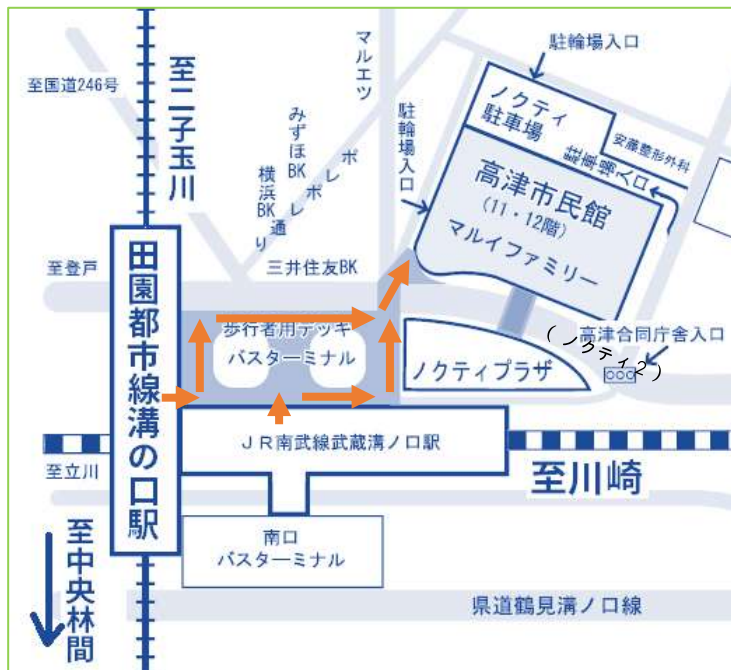 至国道246号
至二子玉川
マルエツ
みずほBK
横浜BK
ポレポレ通り
駐輪場入口
駐輪場入口
ノクティ
駐車場
安藤整形外科
駐車場入口
高津市民館
(11・12階)
マルイファミリー
至登戸
三井住友BK
田園都市線溝の口駅
歩行者用デッキ
バスターミナル
ノクティプラザ
(ノクティ2)
高津合同庁舎入口
JR南武線武蔵溝ノ口駅
至立川
至川崎
至中央林間
南口
バスターミナル
県道鶴見溝ノ口線